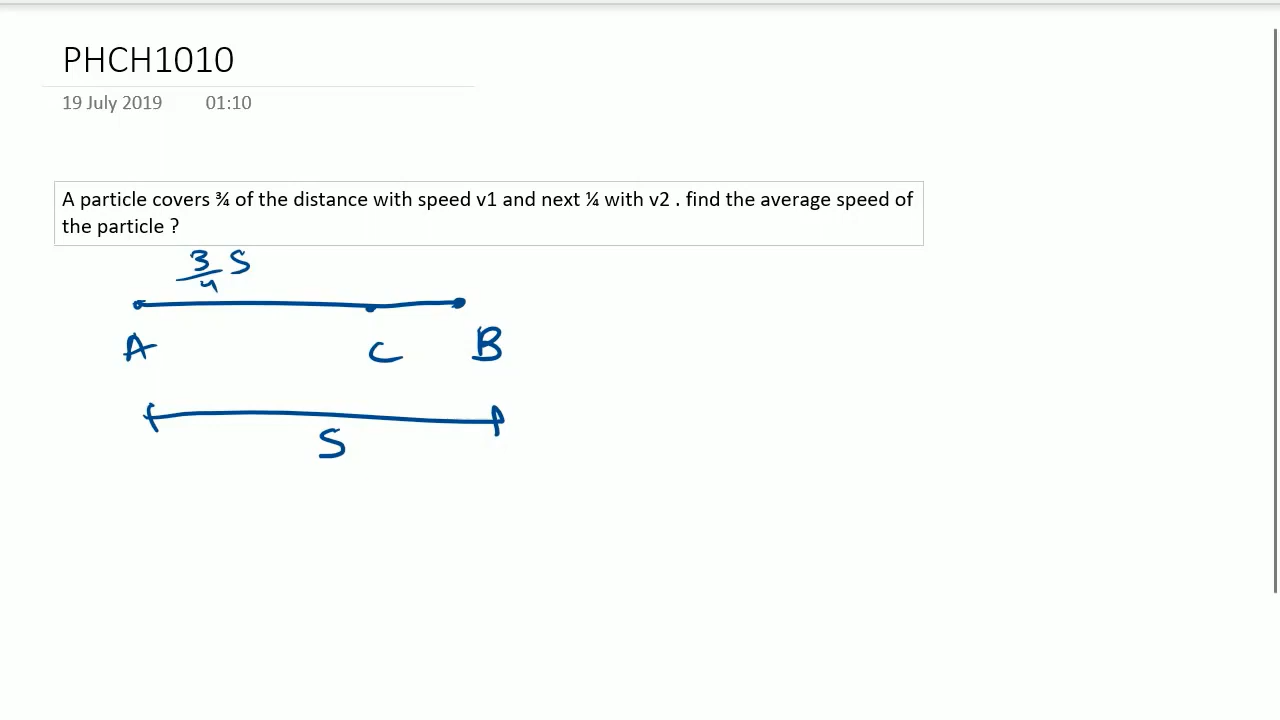 PHCH1010
19 July 2019 01:10
A particle covers ¾ of the distance with speed v1 and next ¼ with v2 . find the average speed of
the particle ?
3/4 S
A C B
S